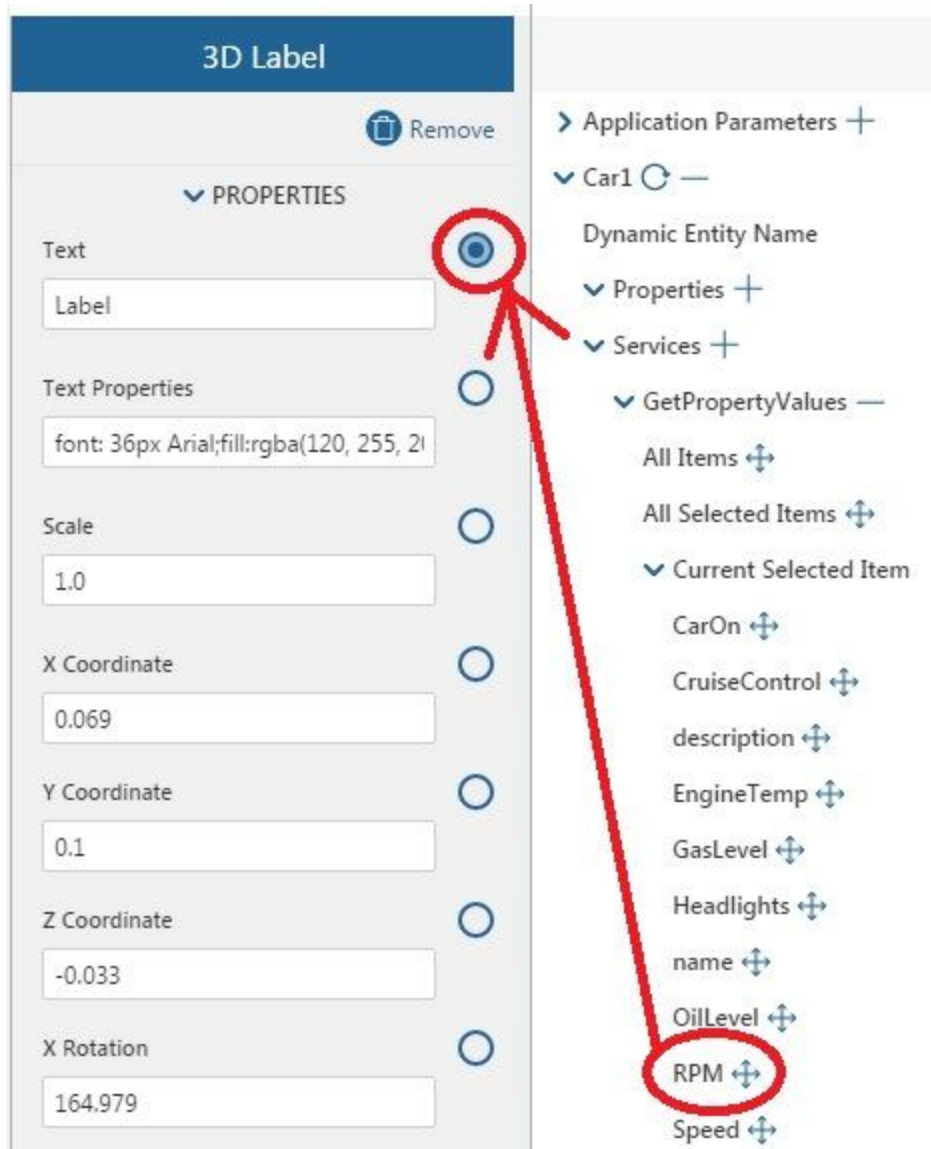 3D Label
Remove
PROPERTIES
Text
Label
Text Properties
font: 36px Arial;fill:rgba(120, 255, 2
Scale
1.0
X Coordinate
0.069
Y Coordinate
0.1
Z Coordinate
-0.033
X Rotation
164.979
Application Parameters
Car1
Dynamic Entity Name
Properties
Services
GetPropertyValues
All Items
All Selected Items
Current Selected Item
CarOn
CruiseControl
description
EngineTemp
GasLevel
Headlights
name
OilLevel
RPM
Speed